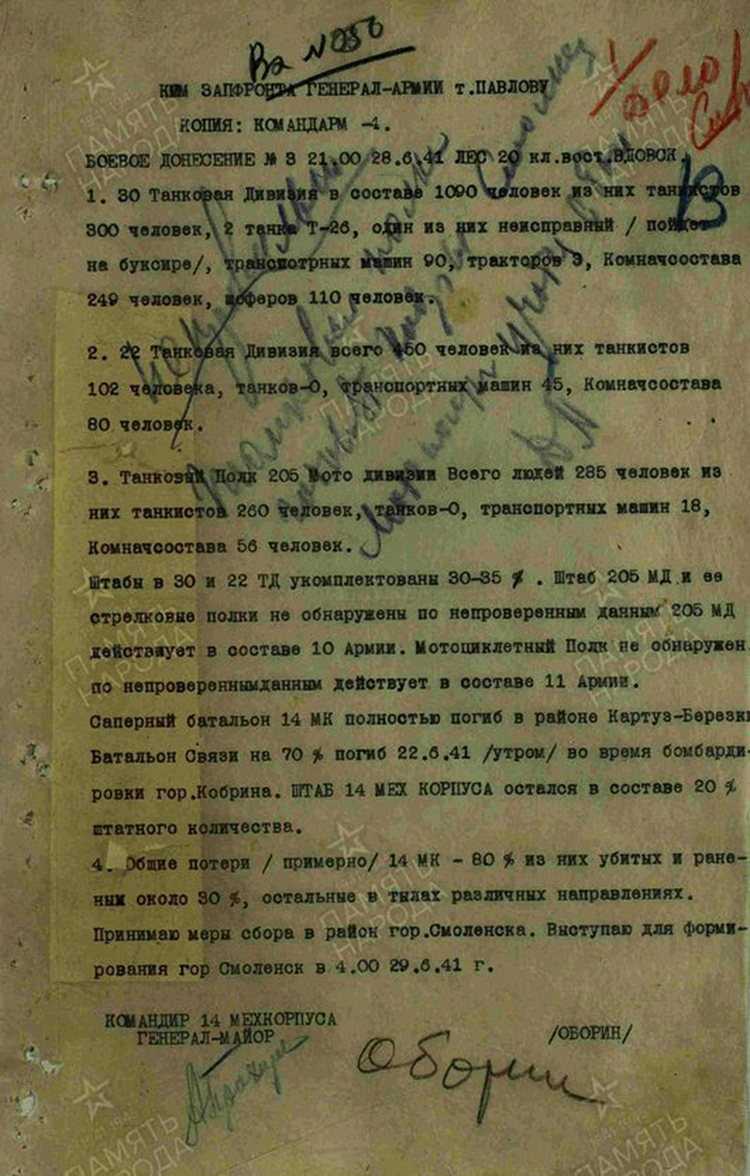 Вх №050
КИМ ЗАПФРОНТА ГЕНЕРАЛ-АРМИИ т.ПАВЛОВУ
Дело
КОПИЯ: КОМАНДАРМ -4.
БОЕВОЕ ДОНЕСЕНИЕ № 3 21.00 28.6.41 ЛЕС 20 кл.вост.ВДОВСК.
13
1. 30 Танковая Дивизия в составе 1090 человек из них танкистов
300 человек, 2 танка Т-26, один из них неисправный / пойдет
на буксире/, транспотрных машин 90, тракторов 3, Комначсостава
249 человек, шоферов 110 человек.
2. 22 Танковая Дивизия всего 450 человек из них танкистов
102 человека, танков-О, транспортных машин 45, Комначсостава
80 человек.
3. Танковый Полк 205 Мото дивизии Всего людей 285 человек из
них танкистов 260 человек, танков-О, транспортных машин 18,
Комначсостава 56 человек.
Штабы в 30 и 22 ТД укомплектованы 30-35 % . Штаб 205 МД и ее
стрелковые полки не обнаружены по непроверенным данным 205 МД
действует в составе 10 Армии. Мотоциклетный Полк не обнаружен
по непровереннымданным действует в составе 11 Армии.
Саперный батальон 14 МК полностью погиб в районе Картуз-Березки
Батальон Связи на 70 % погиб 22.6.41 /утром/ во время бомбарди-
ровки гор.Кобрина. ШТАБ 14 МЕХ КОРПУСА остался в составе 20 %
штатного количества.
4. Общие потери / примерно/ 14 МК - 80 % из них убитых и ране-
ным около 30 %, остальные в тылах различных направлениях.
Принимаю меры сбора в район гор.Смоленска. Выступаю для форми-
рования гор Смоленск в 4.00 29.6.41 г.
КОМАНДИР 14 МЕХКОРПУСА
ГЕНЕРАЛ-МАЙОР /ОБОРИН/
Оборин
ПАМЯТЬ НАРОДА